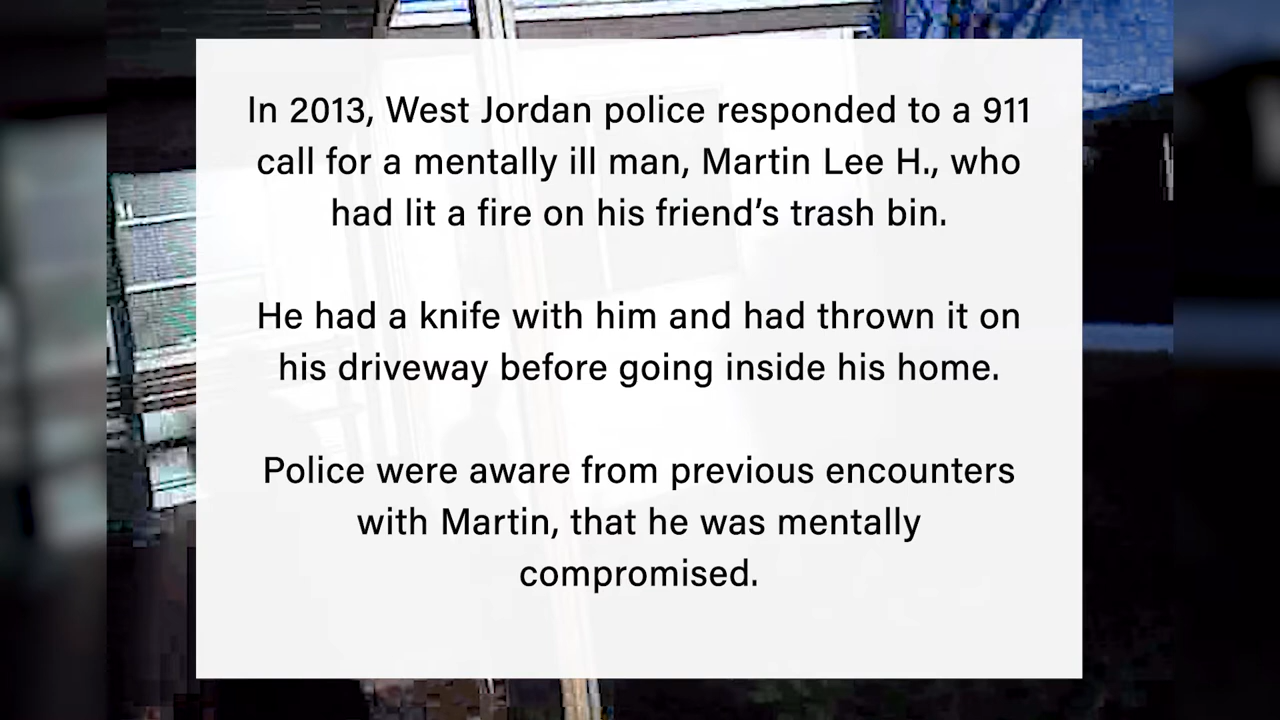 In 2013, West Jordan police responded to a 911
call for a mentally ill man, Martin Lee H., who
had lit a fire on his friend’s trash bin.
He had a knife with him and had thrown it on
his driveway before going inside his home.
Police were aware from previous encounters
with Martin, that he was mentally
compromised.